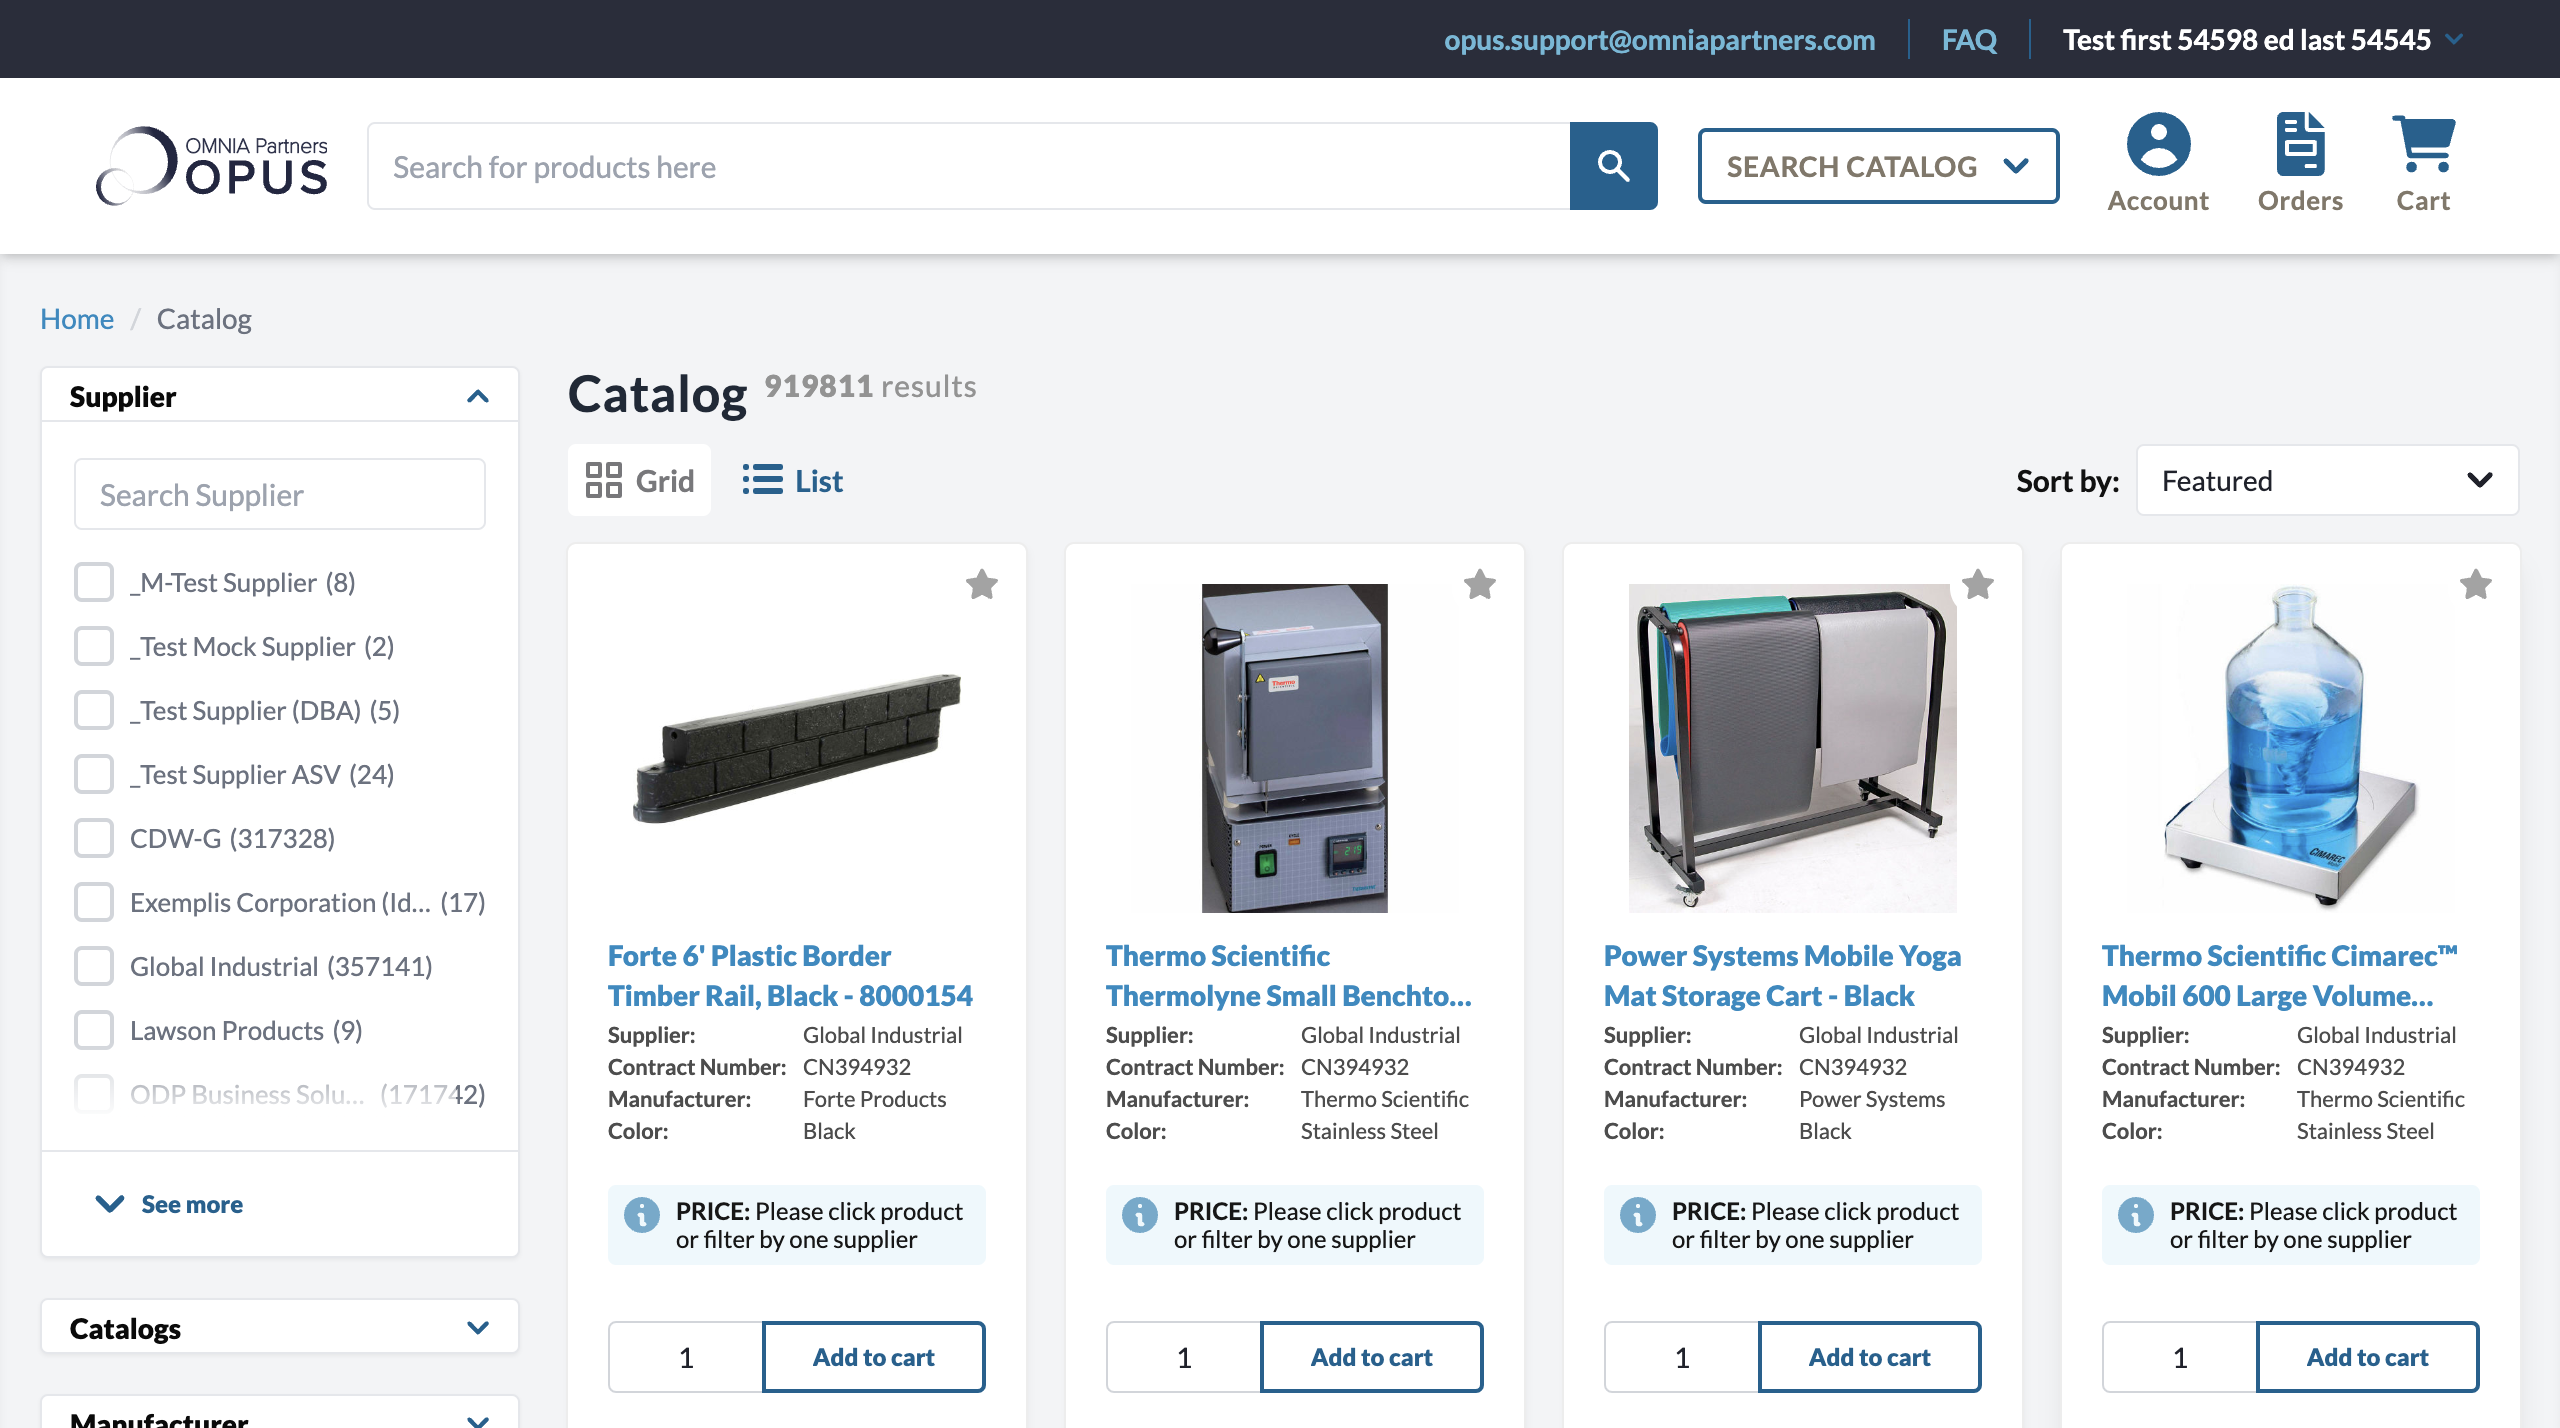 opus.support@omniapartners.com
FAQ
Test first 54598 ed last 54545
OMNIA Partners
OPUS
Search for products here
SEARCH CATALOG
Account
Orders
Cart
Home / Catalog
Supplier
Search Supplier
_M-Test Supplier (8)
_Test Mock Supplier (2)
_Test Supplier (DBA) (5)
_Test Supplier ASV (24)
CDW-G (317328)
Exemplis Corporation (Id... (17)
Global Industrial (357141)
Lawson Products (9)
ODP Business Solu... (171742)
See more
Catalogs
Manufacturer
Catalog 919811 results
Grid
List
Sort by:
Featured
Forte 6' Plastic Border
Timber Rail, Black - 8000154
Supplier: Global Industrial
Contract Number: CN394932
Manufacturer: Forte Products
Color: Black
PRICE: Please click product
or filter by one supplier
1
Add to cart
Thermo
Thermo Scientific
Thermolyne Small Benchto...
Supplier: Global Industrial
Contract Number: CN394932
Manufacturer: Thermo Scientific
Color: Stainless Steel
PRICE: Please click product
or filter by one supplier
1
Add to cart
Power Systems Mobile Yoga
Mat Storage Cart - Black
Supplier: Global Industrial
Contract Number: CN394932
Manufacturer: Power Systems
Color: Black
PRICE: Please click product
or filter by one supplier
1
Add to cart
CIMAREC
Thermo Scientific Cimarec™
Mobil 600 Large Volume...
Supplier: Global Industrial
Contract Number: CN394932
Manufacturer: Thermo Scientific
Color: Stainless Steel
PRICE: Please click product
or filter by one supplier
1
Add to cart